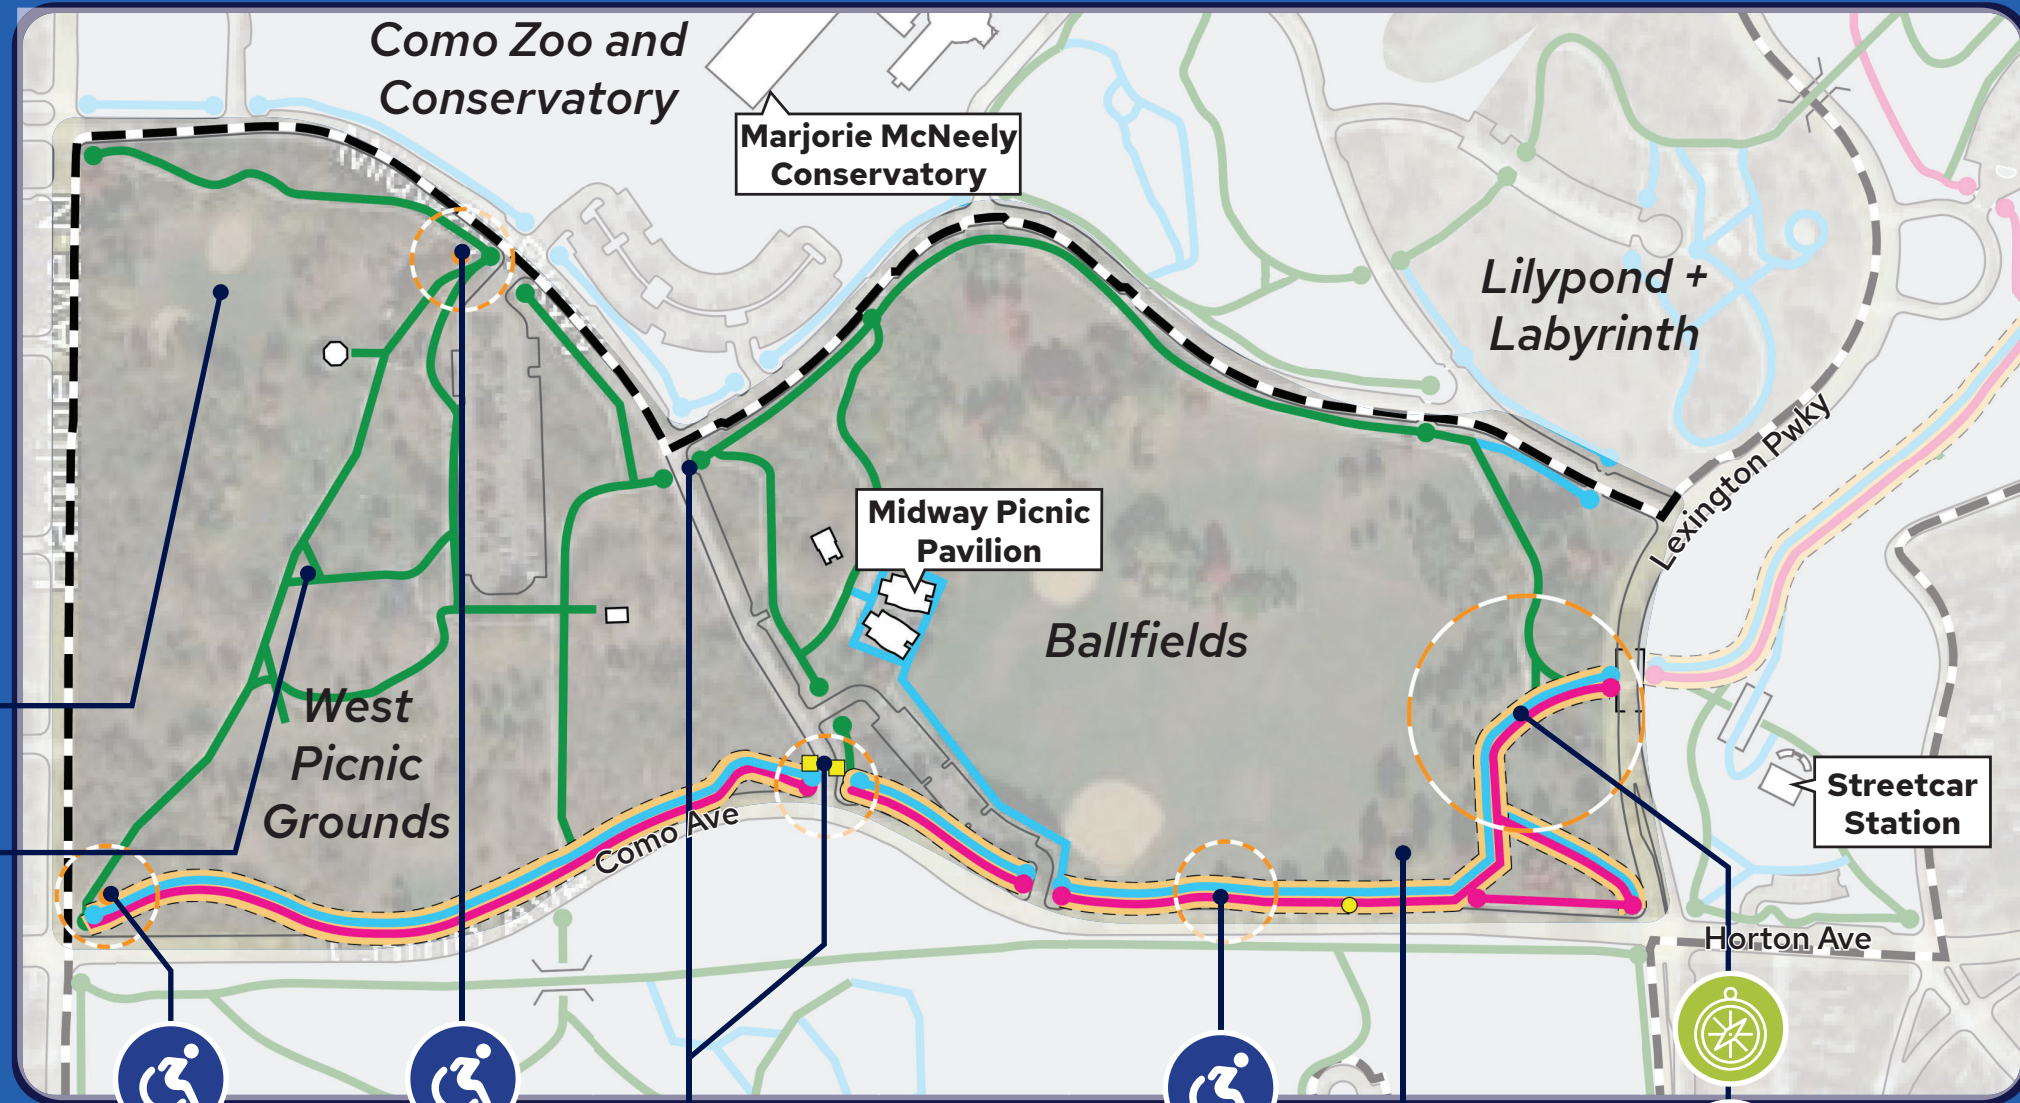 Como Zoo and
Conservatory
Marjorie McNeely
Conservatory
Lilypond +
Labyrinth
Lexington Pwky
Midway Picnic
Pavilion
Ballfields
West
Picnic
Grounds
Como Ave
Streetcar
Station
Horton Ave